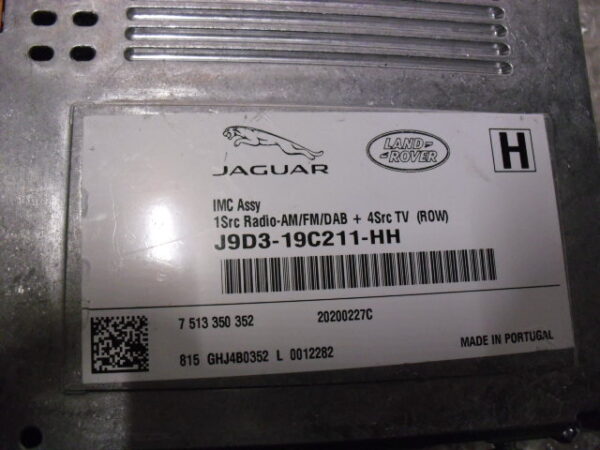 JAGUAR
LAND
ROVER
H
IMC Assy
1Src Radio-AM/FM/DAB + 4Src TV (ROW)
J9D3-19C211-HH
7 513 350 352 20200227C
815 GHJ4B0352 L 0012282
MADE IN PORTUGAL